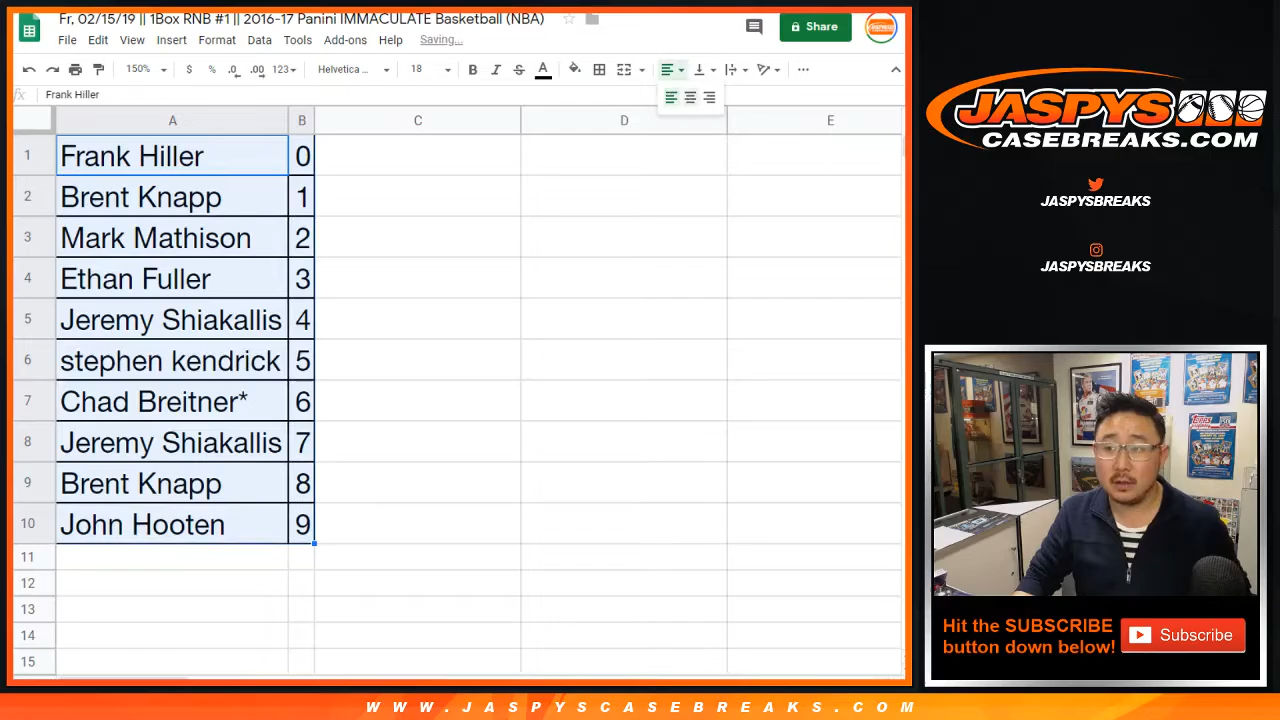 Fr, 02/15/19 || 1Box RNB #1 || 2016-17 Panini IMMACULATE Basketball (NBA)
File Edit View Insert Format Data Tools Add-ons Help Saving...
Share
150% $ % .0 .00 123 Helvetica ... 18 B I S A
fx Frank Hiller
A B C D E
1 Frank Hiller 0
2 Brent Knapp 1
3 Mark Mathison 2
4 Ethan Fuller 3
5 Jeremy Shiakallis 4
6 stephen kendrick 5
7 Chad Breitner* 6
8 Jeremy Shiakallis 7
9 Brent Knapp 8
10 John Hooten 9
11
12
13
14
15
JASPYS
CASEBREAKS.COM
JASPYSBREAKS
JASPYSBREAKS
Hit the SUBSCRIBE
button down below!
Subscribe
WWW.JASPYSCASEBREAKS.COM